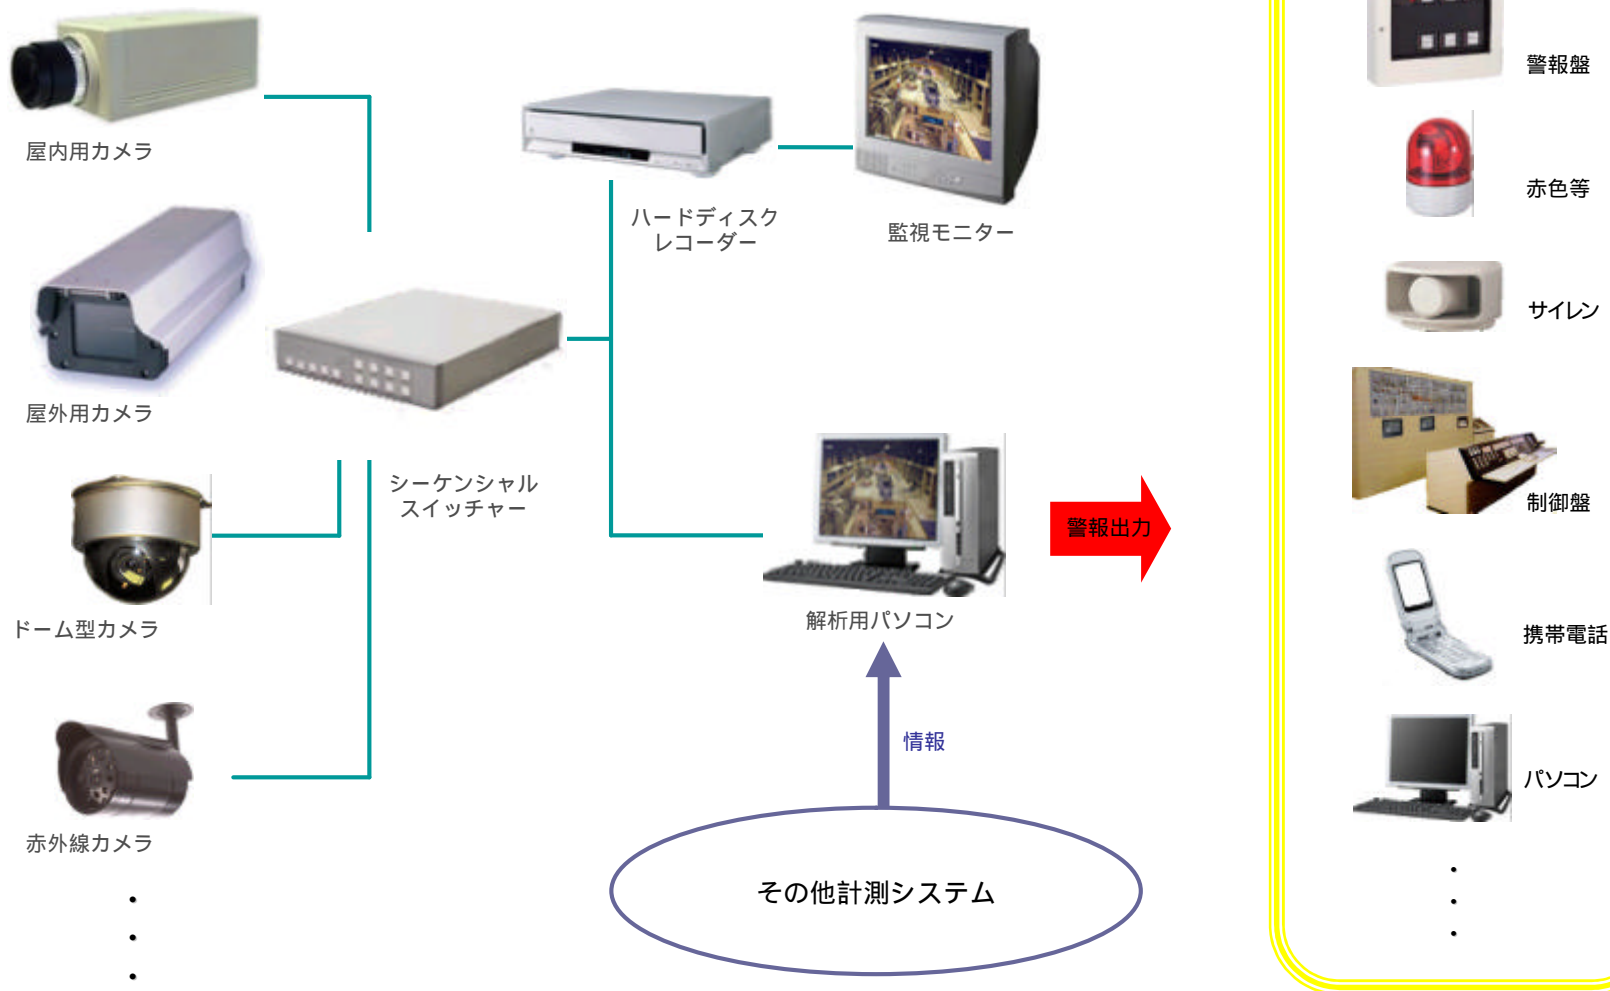 屋内用カメラ
屋外用カメラ
ドーム型カメラ
赤外線カメラ
・
・
・
シーケンシャル
スイッチャー
ハードディスク
レコーダー
監視モニター
解析用パソコン
情報
その他計測システム
警報出力
警報盤
赤色等
サイレン
制御盤
携帯電話
パソコン
・
・
・